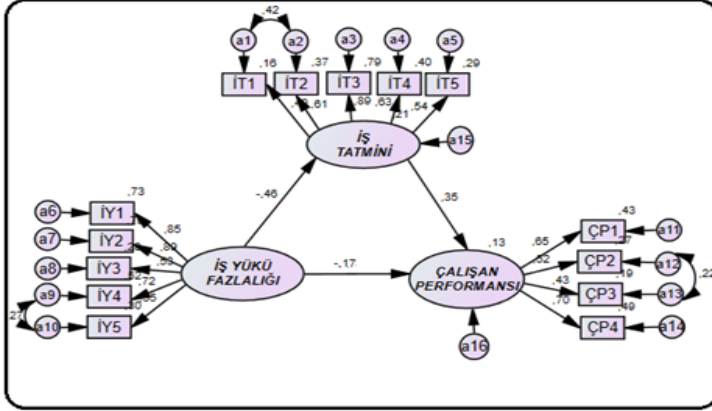 ,42
a1 a2 a3 a4 a5
,16 ,37 ,79 ,40 ,29
İT1 İT2 İT3 İT4 İT5
,61 ,89 ,63 ,54
,21
İŞ
TATMİNİ
a15
-,46
,35
,73
a6 İY1
,85
a7 İY2
,89
a8 İY3
,53
a9 İY4
,72
,27
a10 İY5
İŞ YÜKÜ
FAZLALIĞI
-,17
,13
ÇALIŞAN
PERFORMANSI
a16
,43
,65 ÇP1 a11
,27
,52 ÇP2 a12
,22
,19
,43 ÇP3 a13
,49
,70 ÇP4 a14